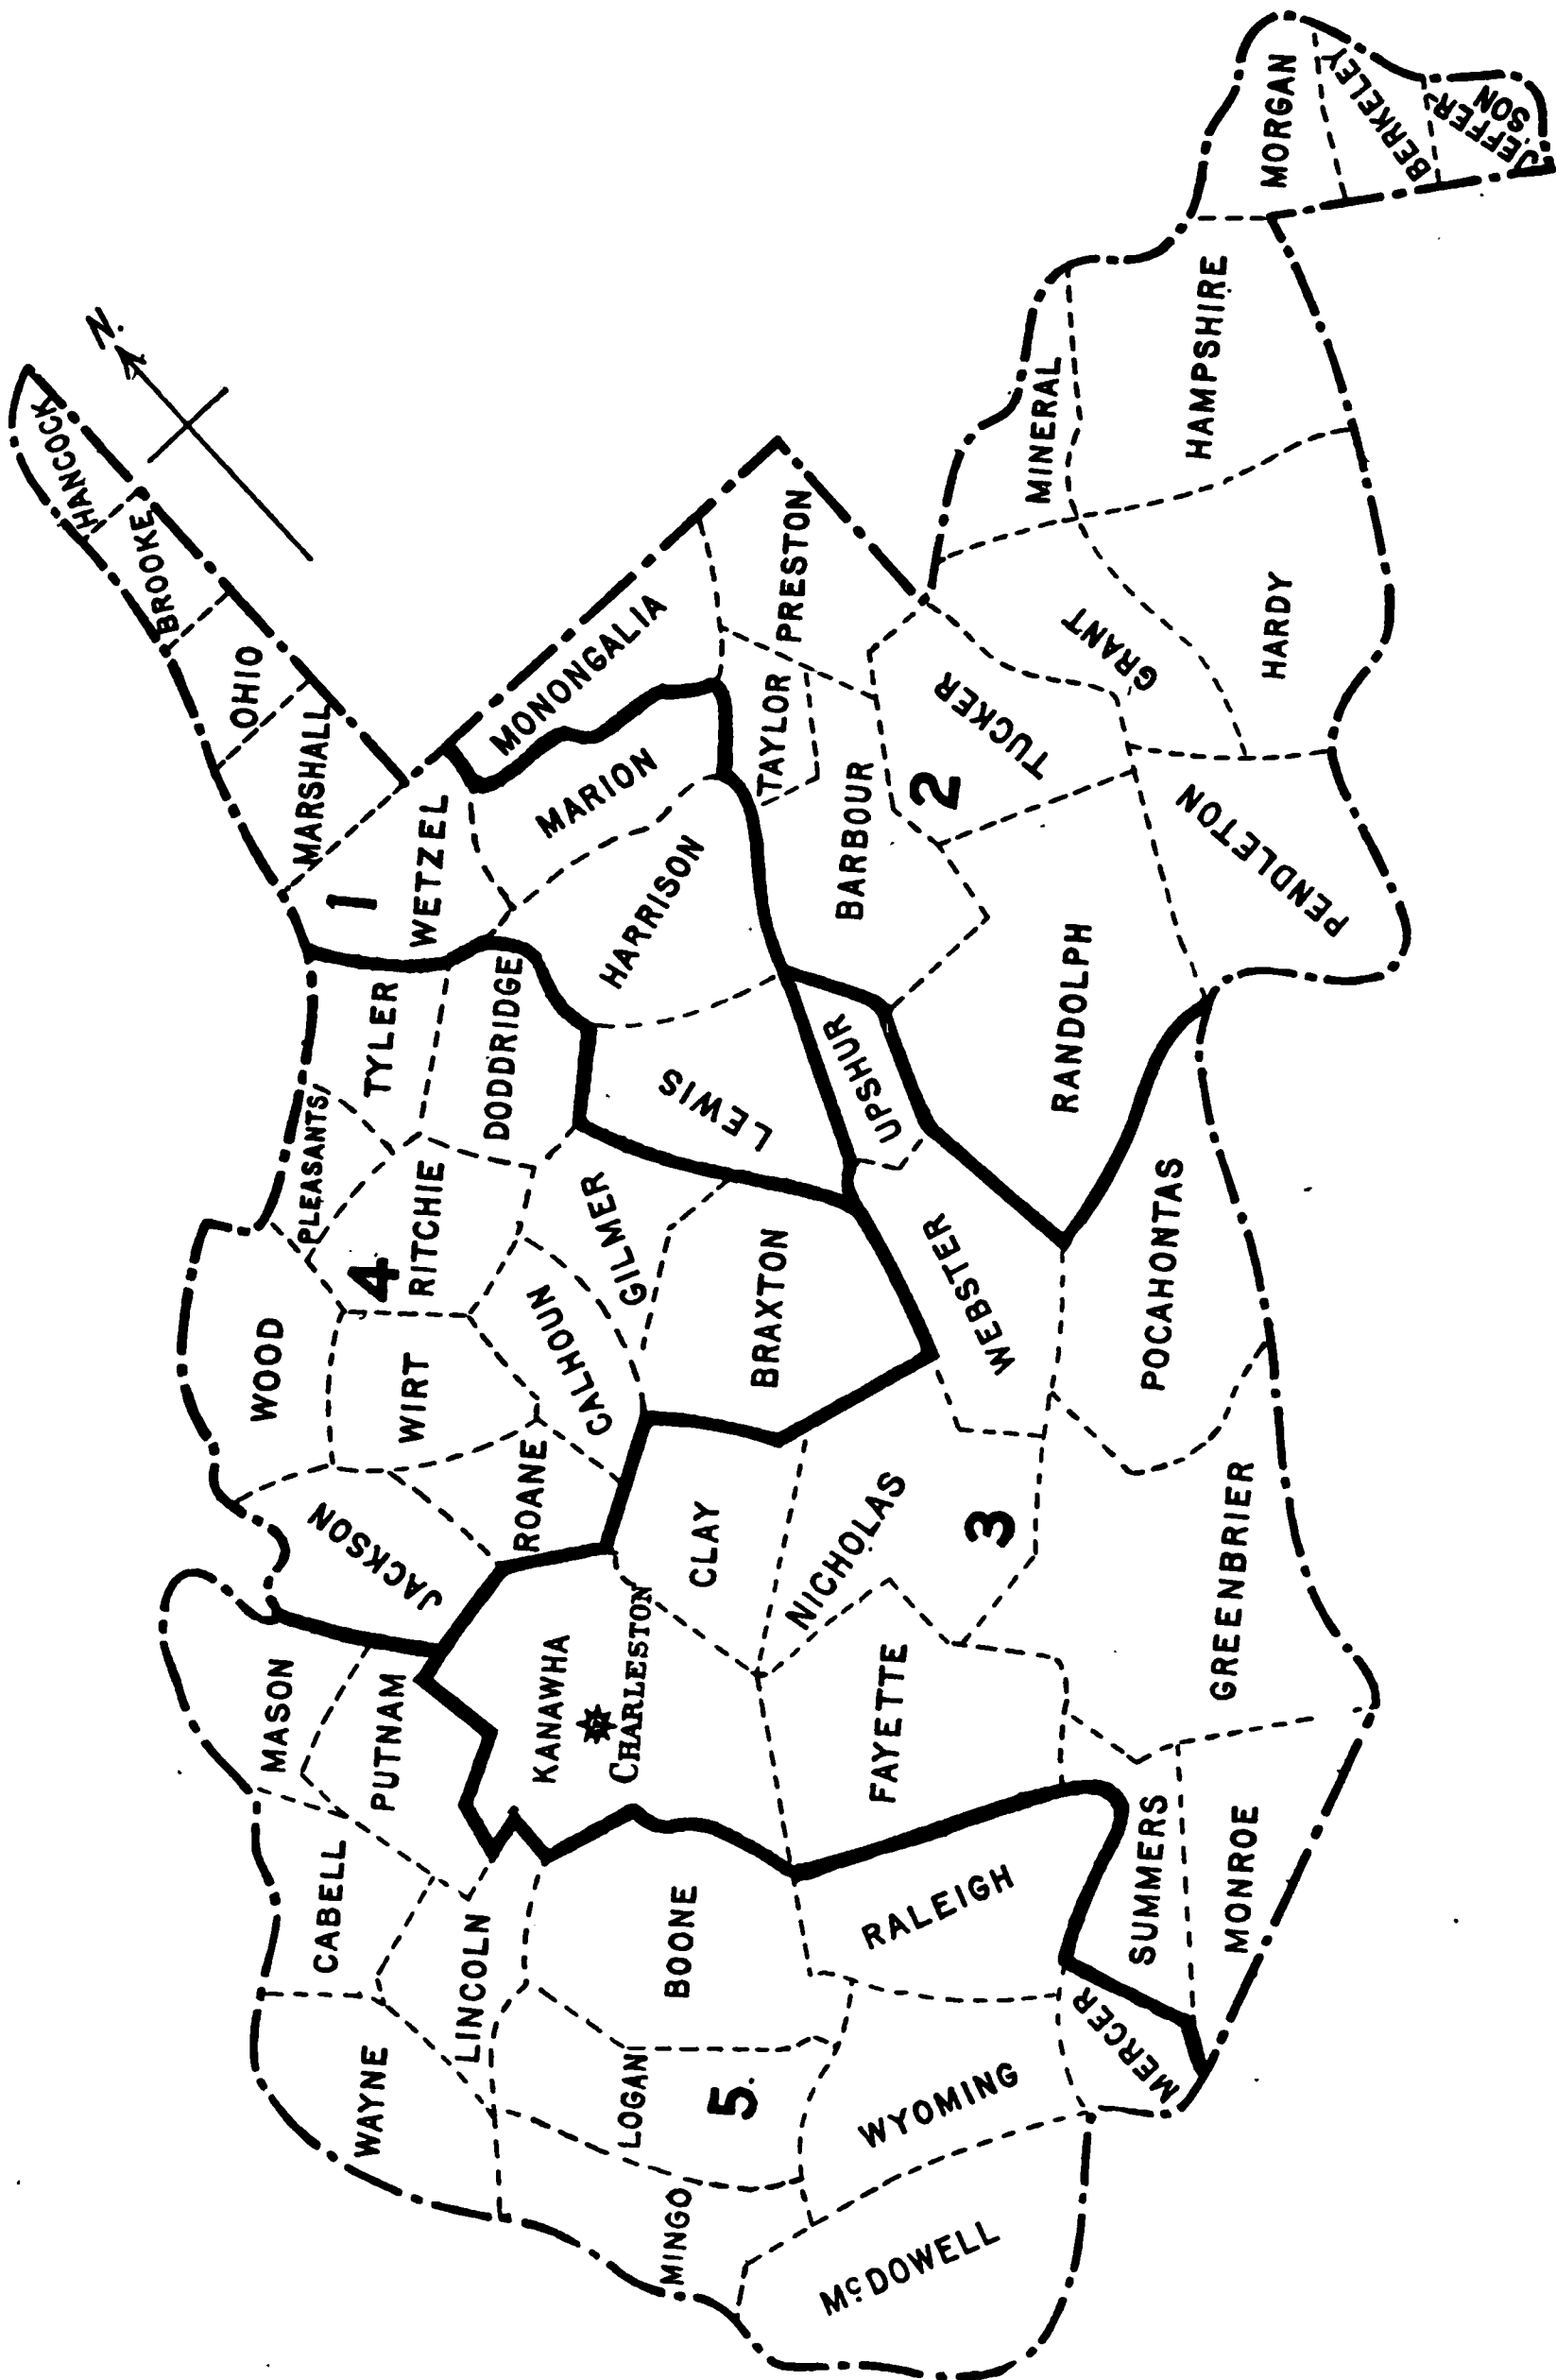 N.
HANCOCK
BROOKE
OHIO
MARSHALL
1
WETZEL
MONONGALIA
MARION
HARRISON
LEWIS
PRESTON
TAYLOR
BARBOUR
2
TUCKER
GRANT
MINERAL
HAMPSHIRE
MORGAN
BERKELEY
JEFFER
SON
HARDY
PENDLETON
RANDOLPH
UPSHUR
TYLER
DODDRIDGE
PLEASANTS
RITCHIE
4
WOOD
WIRT
CALHOUN
GILMER
BRAXTON
ROANE
JACKSON
WEBSTER
POCAHONTAS
CLAY
NICHOLAS
3
GREENBRIER
KANAWHA
CHARLESTON
FAYETTE
SUMMERS
MONROE
MASON
PUTNAM
CABELL
LINCOLN
WAYNE
BOONE
RALEIGH
LOGAN
5
MERCER
WYOMING
MINGO
McDOWELL